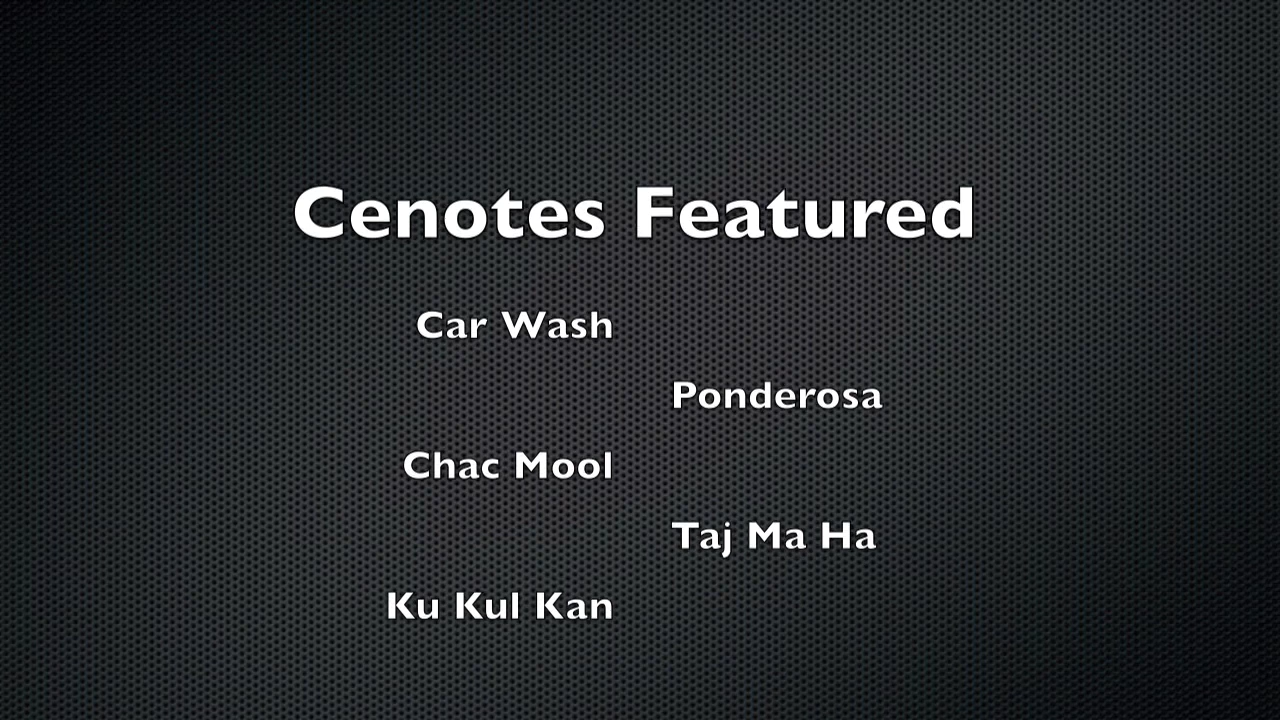 Cenotes Featured
Car Wash
Ponderosa
Chac Mool
Taj Ma Ha
Ku Kul Kan